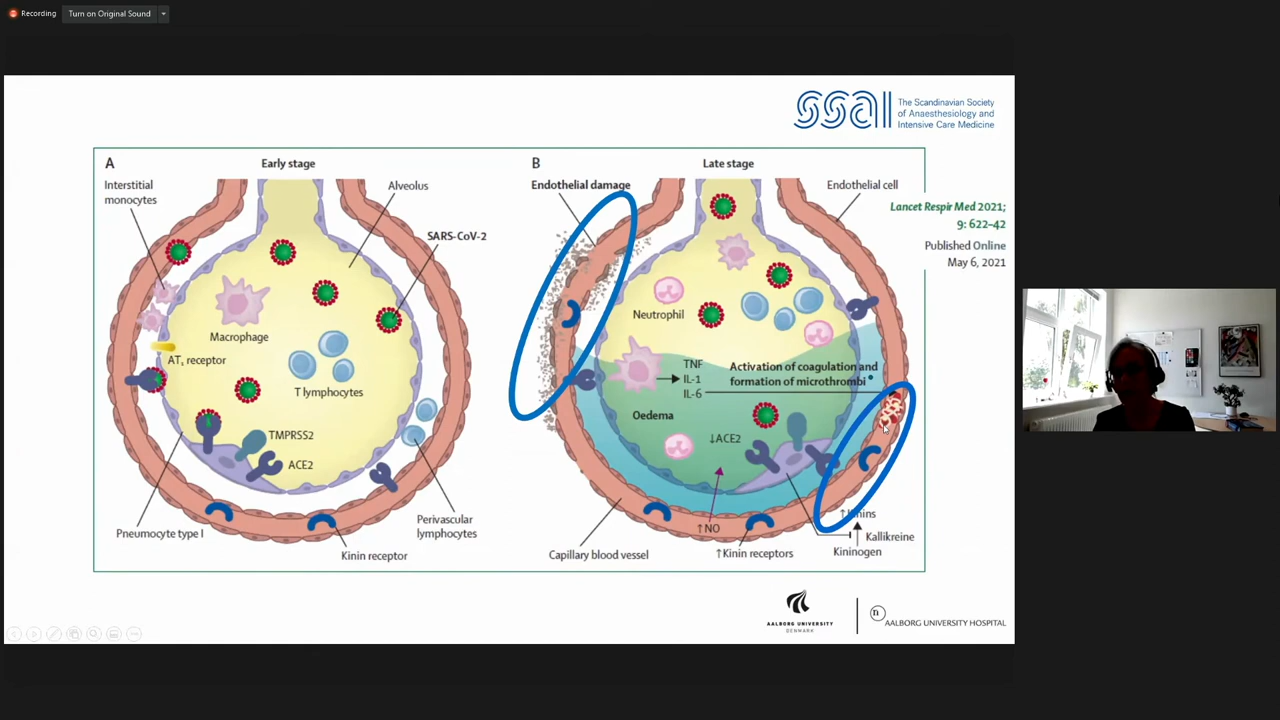 Recording
Turn on Original Sound
ssai
The Scandinavian Society
of Anaesthesiology and
Intensive Care Medicine
A
Early stage
Interstitial
monocytes
Alveolus
SARS-CoV-2
Macrophage
AT₁ receptor
T lymphocytes
TMPRSS2
ACE2
Pneumocyte type I
Perivascular
lymphocytes
Kinin receptor
B
Late stage
Endothelial damage
Endothelial cell
Neutrophil
TNF
IL-1
IL-6
Activation of coagulation and
formation of microthrombi
Oedema
↓ACE2
↑NO
Capillary blood vessel
↑Kinin receptors
Kallikreine
Kininogen
Lancet Respir Med 2021;
9: 622–42
Published Online
May 6, 2021
AALBORG UNIVERSITY
DENMARK
n
AALBORG UNIVERSITY HOSPITAL